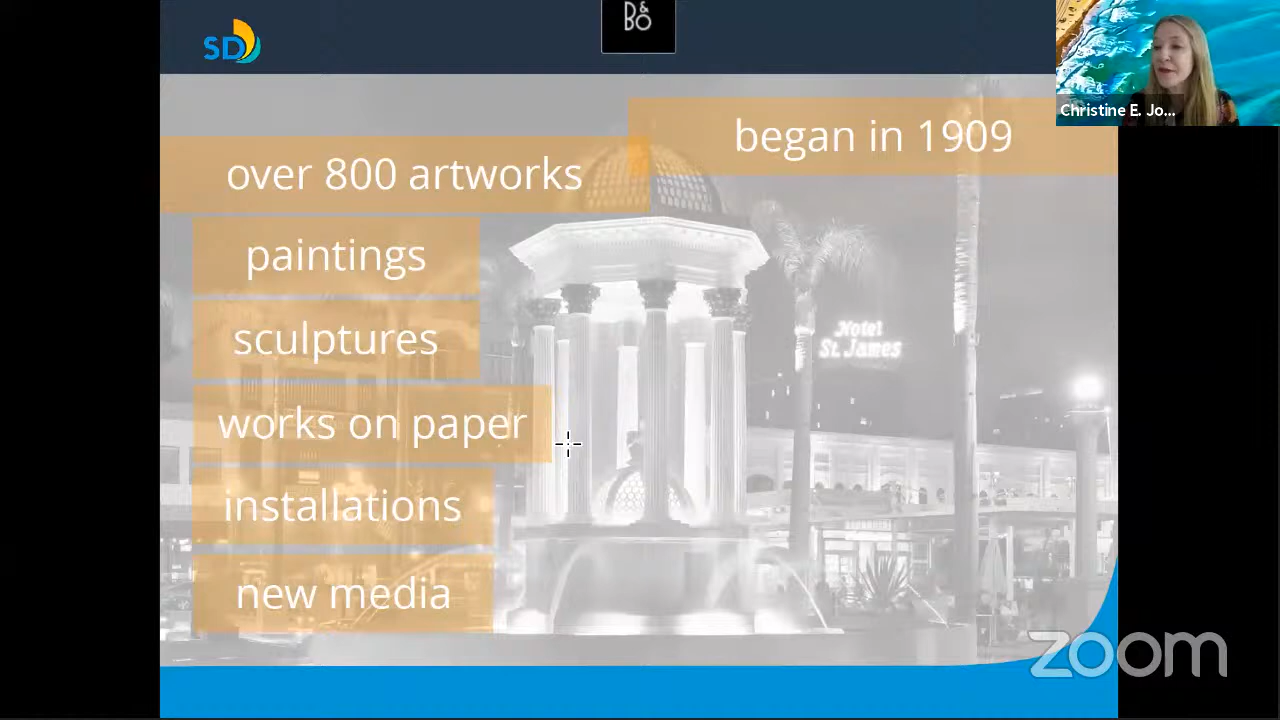 SD
B&O
Christine E. Jo...
began in 1909
over 800 artworks
paintings
sculptures
works on paper
installations
new media
Hotel
St. James
zoom